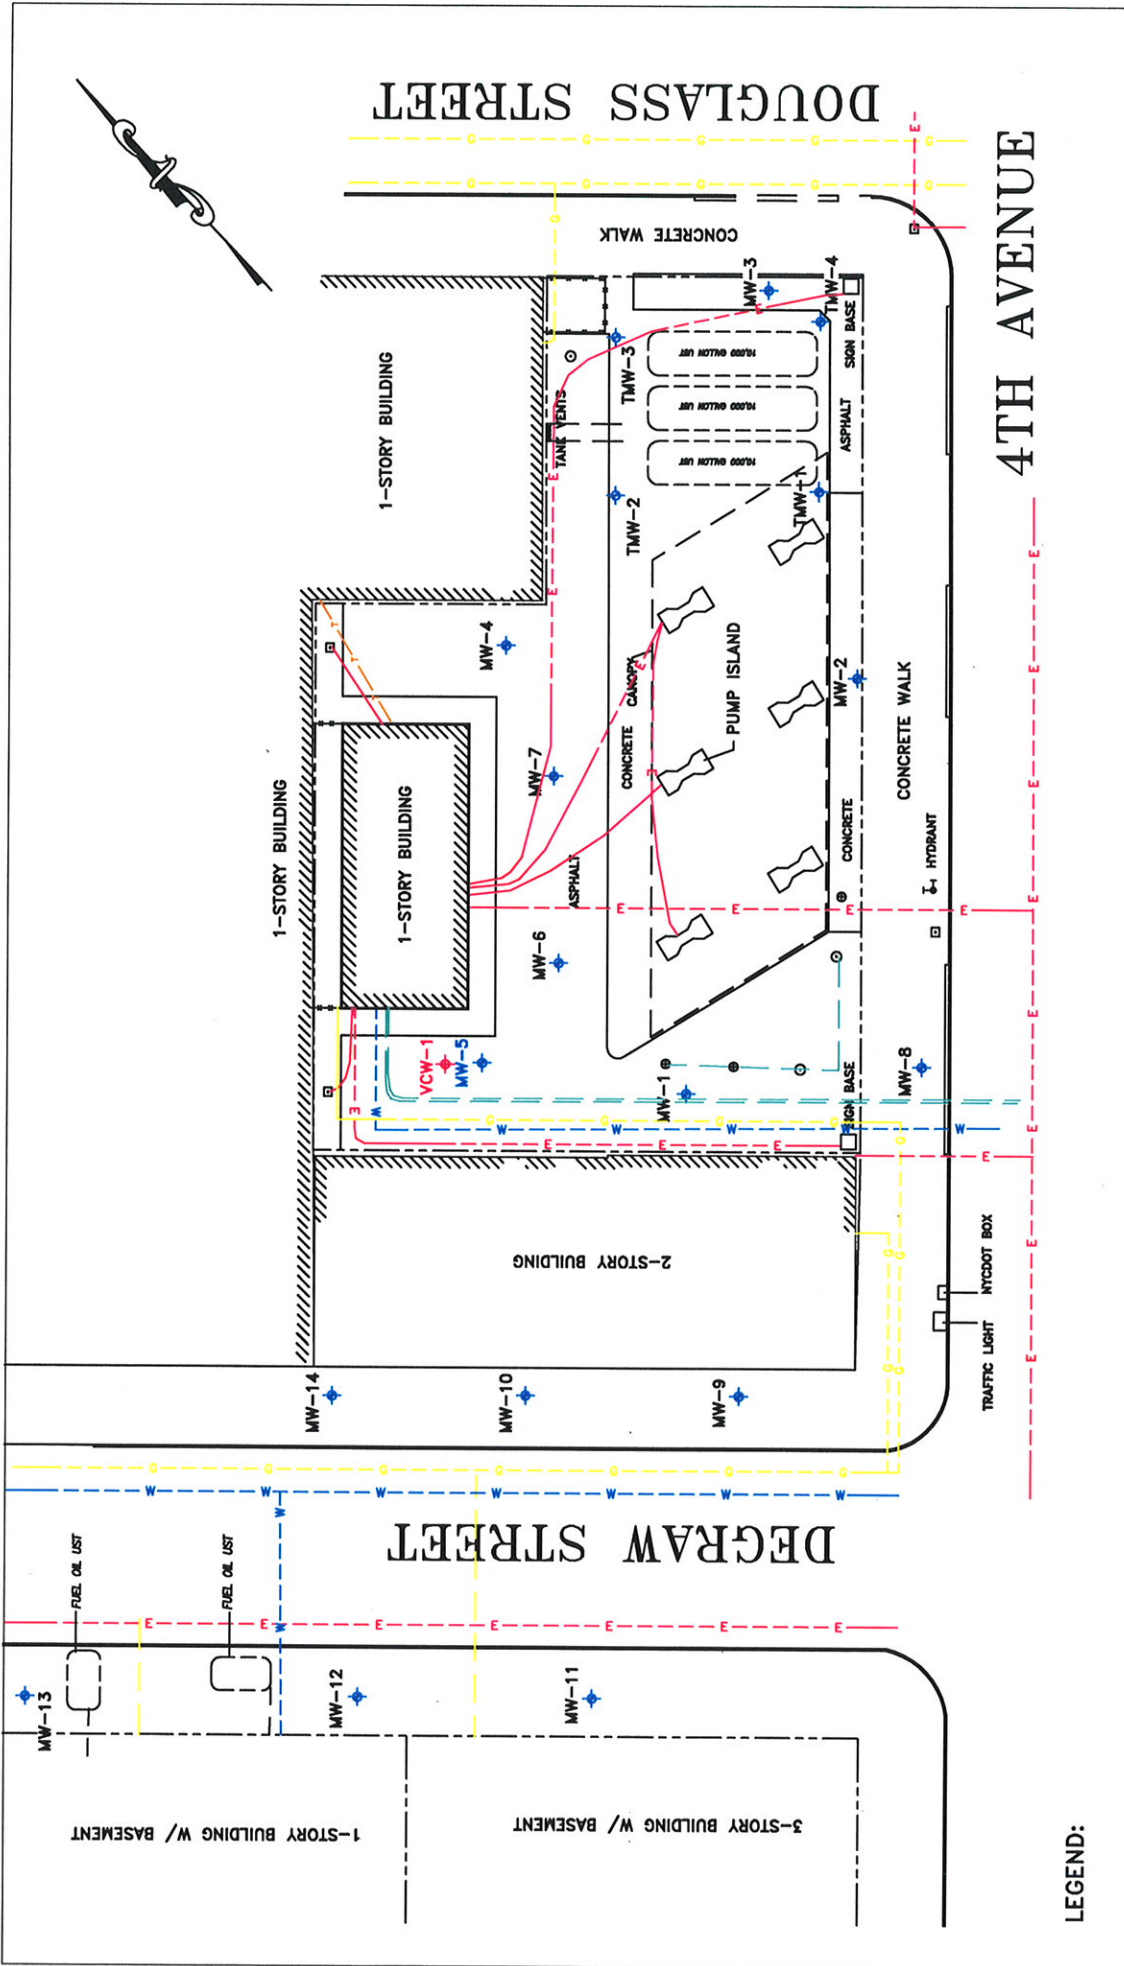 DOUGLASS STREET
4TH AVENUE
DEGRAW STREET
CONCRETE WALK
1-STORY BUILDING
1-STORY BUILDING
1-STORY BUILDING
2-STORY BUILDING
1-STORY BUILDING W/ BASEMENT
3-STORY BUILDING W/ BASEMENT
MW-3
TMW-4
SIGN BASE
ASPHALT
TMW-3
10,000 GALLON UST
10,000 GALLON UST
10,000 GALLON UST
TANK VENTS
TMW-2
TMW-1
MW-4
CANOPY
CONCRETE
PUMP ISLAND
MW-2
CONCRETE WALK
MW-7
ASPHALT
CONCRETE
HYDRANT
MW-6
VCW-1
MW-5
MW-1
SIGN BASE
MW-8
NYCDOT BOX
TRAFFIC LIGHT
MW-14
MW-10
MW-9
FUEL OIL UST
FUEL OIL UST
MW-13
MW-12
MW-11
LEGEND:
G G G G G
G G G G G
G
E
E
E
E
E
E
E E E E
E E E
E
E
E E E E E E E
T T
W
W W W W W
G G G G
G G
G G
G G G G G G G
W W W W W W W W
W
W
E E E E E E E